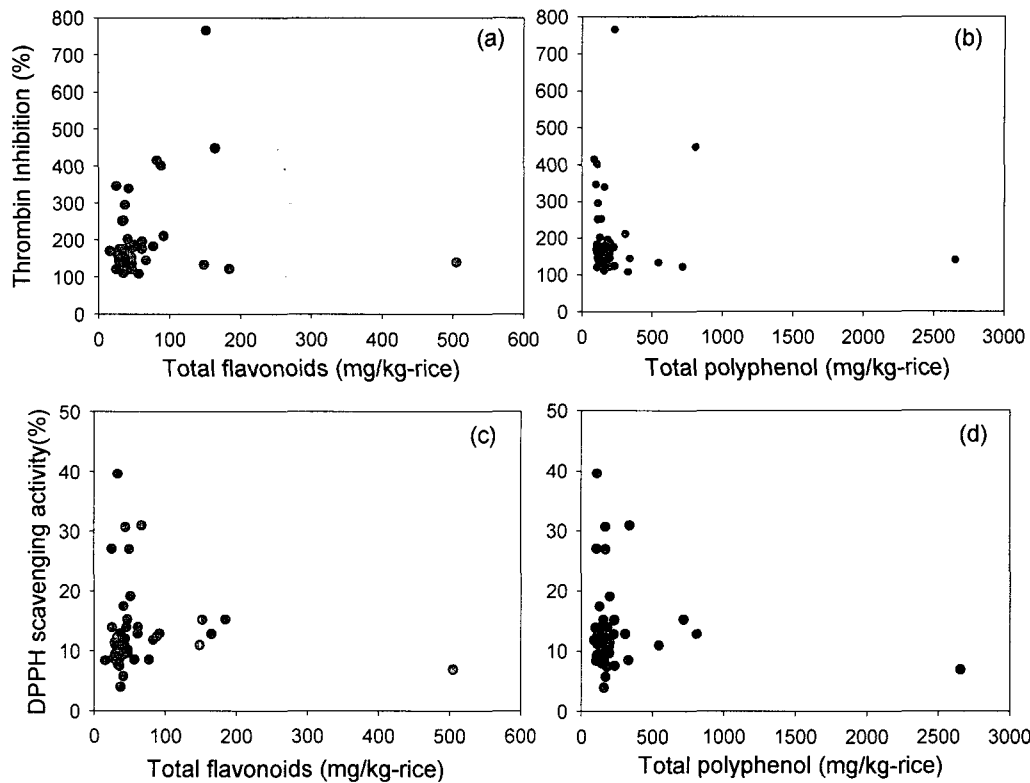 Thrombin Inhibition (%)
800
700
600
500
400
300
200
100
0
(a)
0 100 200 300 400 500 600
Total flavonoids (mg/kg-rice)
800
700
600
500
400
300
200
100
0
(b)
0 500 1000 1500 2000 2500 3000
Total polyphenol (mg/kg-rice)
DPPH scavenging activity(%)
50
40
30
20
10
0
(c)
0 100 200 300 400 500 600
Total flavonoids (mg/kg-rice)
50
40
30
20
10
0
(d)
0 500 1000 1500 2000 2500 3000
Total polyphenol (mg/kg-rice)